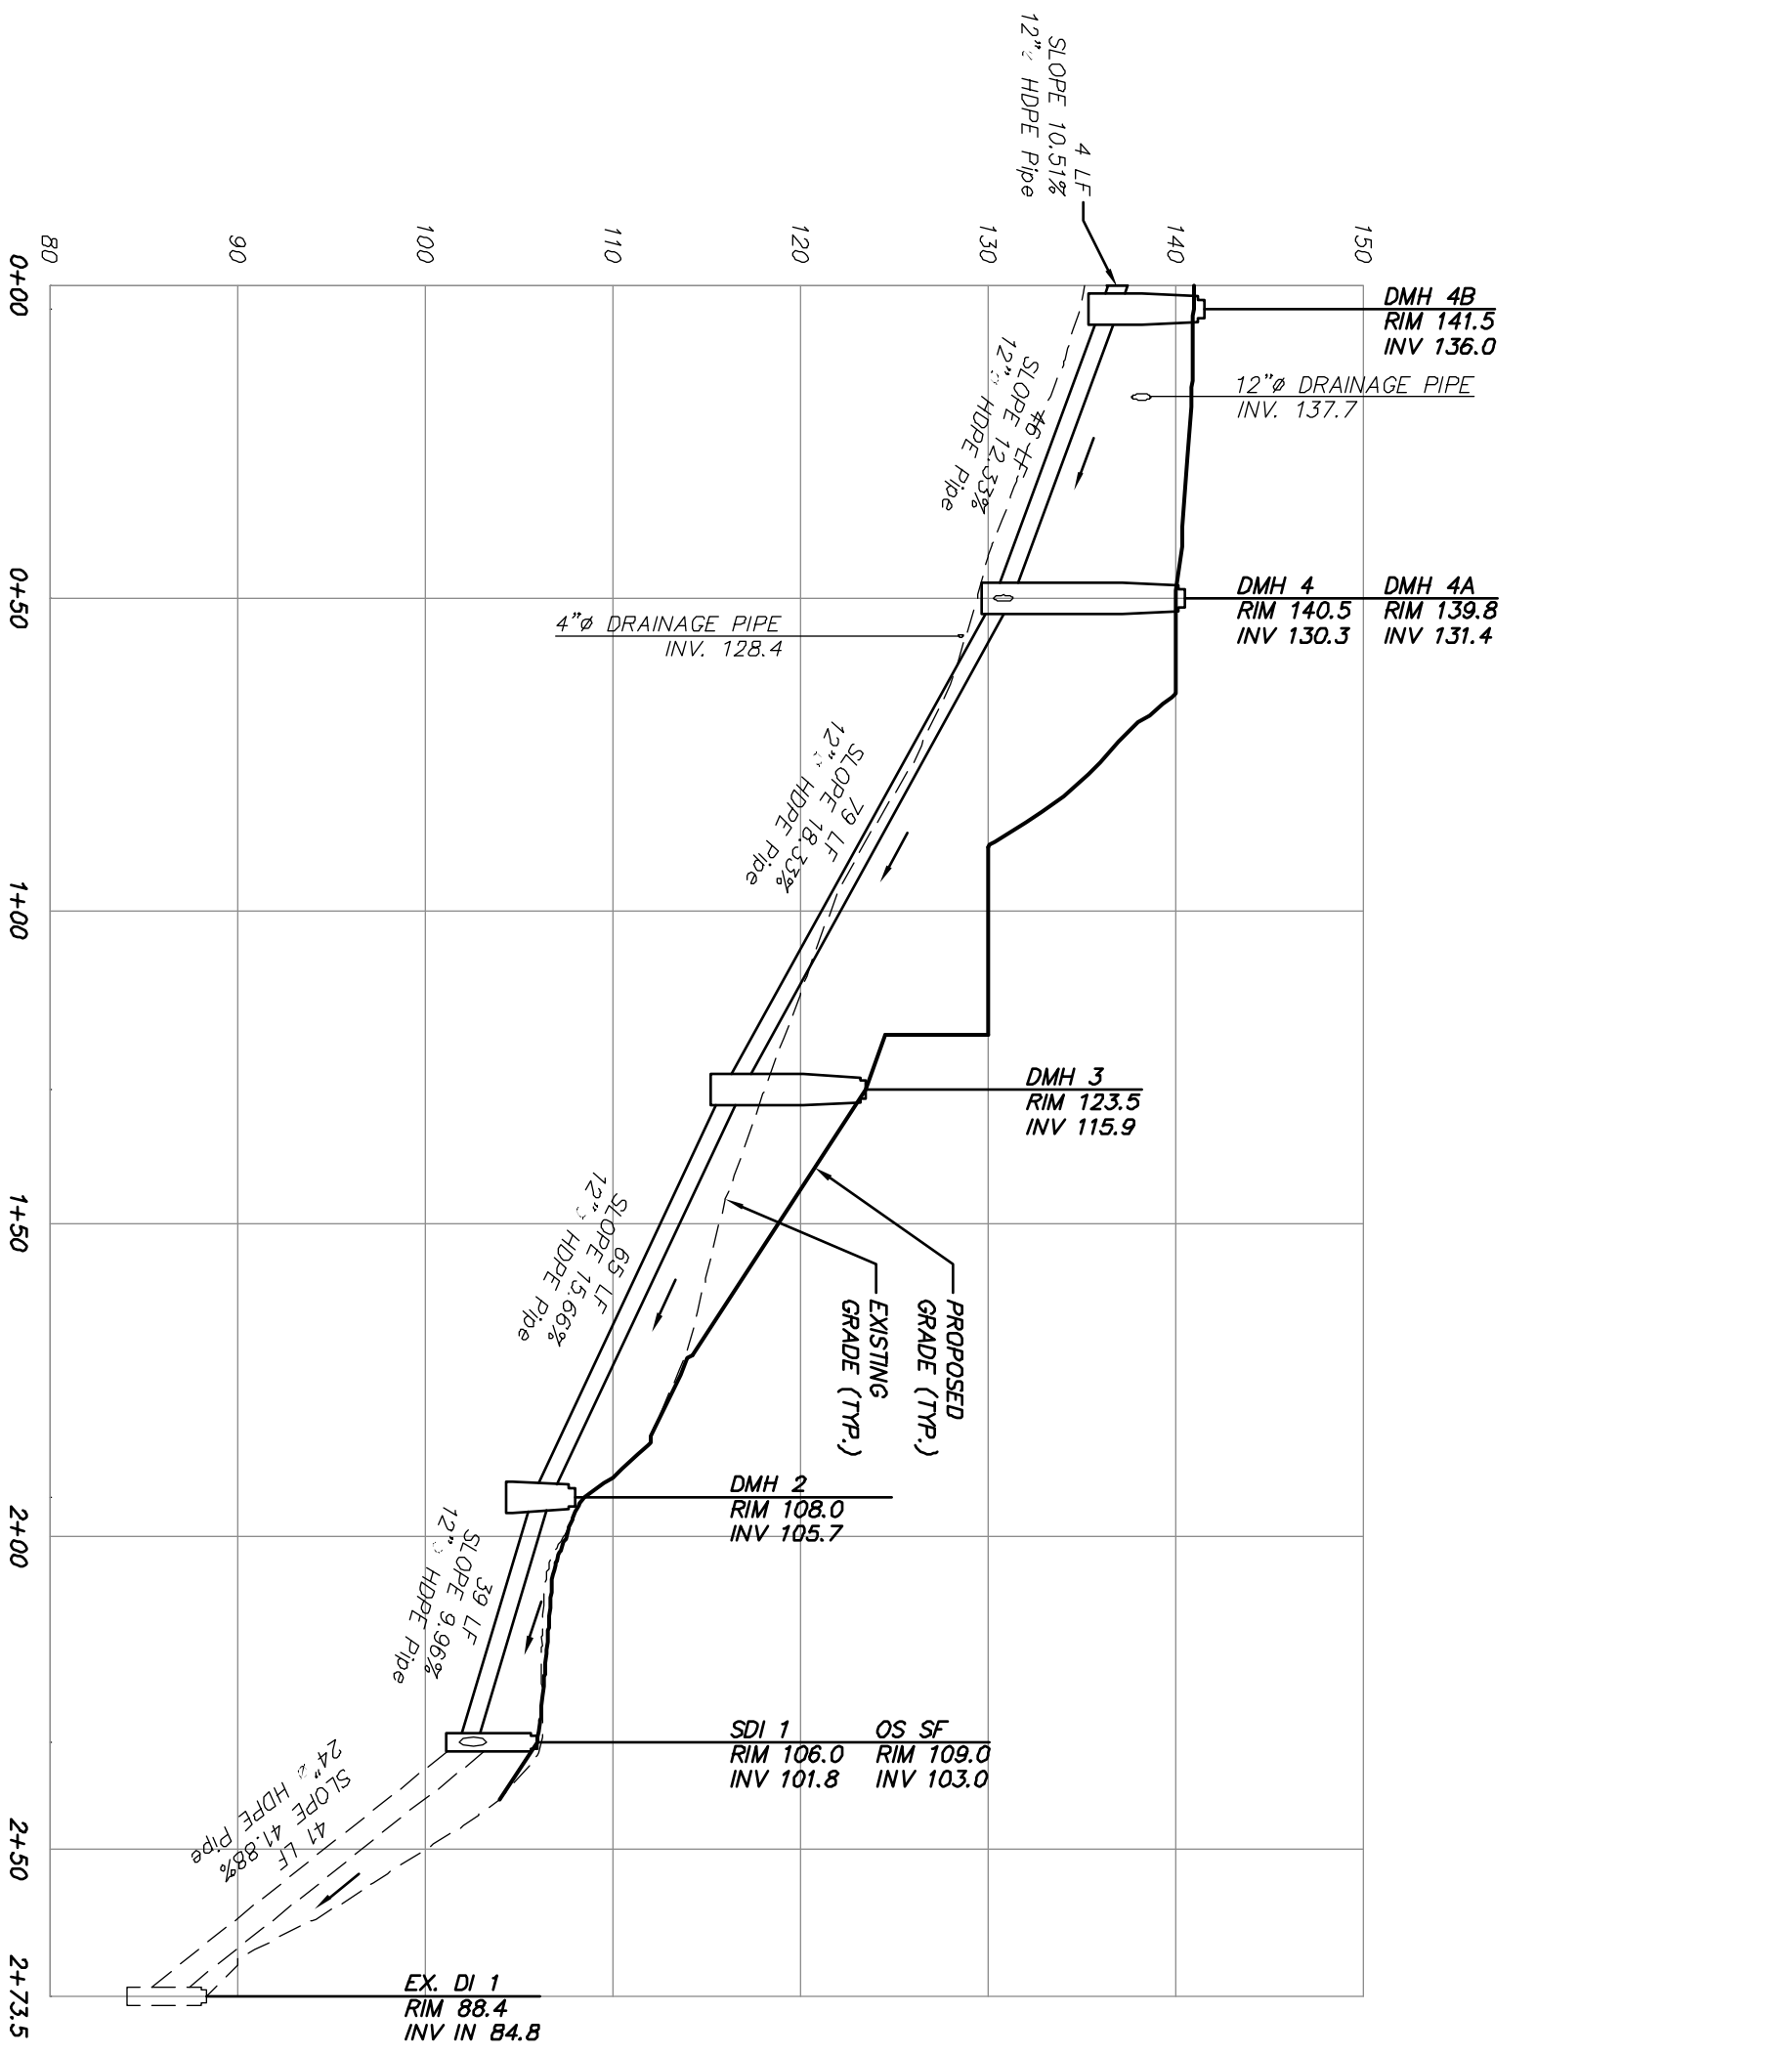 4 LF
SLOPE 10.51%
12"ø HDPE Pipe
150
140
130
120
110
100
90
80
DMH 4B
RIM 141.5
INV 136.0
12"ø DRAINAGE PIPE
INV. 137.7
46 LF
SLOPE 12.33%
12"ø HDPE Pipe
DMH 4
RIM 140.5
INV 130.3
DMH 4A
RIM 139.8
INV 131.4
4"ø DRAINAGE PIPE
INV. 128.4
79 LF
SLOPE 18.33%
12"ø HDPE Pipe
DMH 3
RIM 123.5
INV 115.9
65 LF
SLOPE 15.66%
12"ø HDPE Pipe
PROPOSED
GRADE (TYP.)
EXISTING
GRADE (TYP.)
DMH 2
RIM 108.0
INV 105.7
39 LF
SLOPE 9.96%
12"ø HDPE Pipe
SDI 1
RIM 106.0
INV 101.8
OS SF
RIM 109.0
INV 103.0
41 LF
SLOPE 41.88%
24"ø HDPE Pipe
EX. DI 1
RIM 88.4
INV IN 84.8
0+00
0+50
1+00
1+50
2+00
2+50
2+73.5